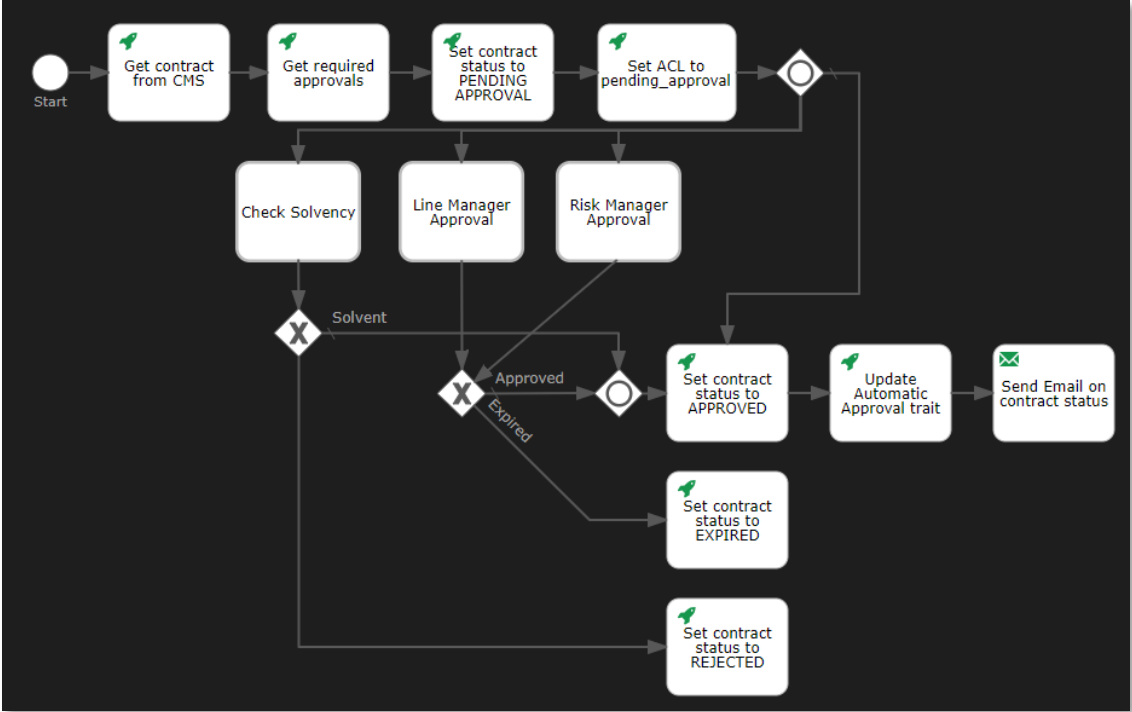 Start
Get contract
from CMS
Get required
approvals
Set contract
status to
PENDING
APPROVAL
Set ACL to
pending_approval
Check Solvency
Line Manager
Approval
Risk Manager
Approval
Solvent
Approved
Expired
Set contract
status to
APPROVED
Update
Automatic
Approval trait
Send Email on
contract status
Set contract
status to
EXPIRED
Set contract
status to
REJECTED